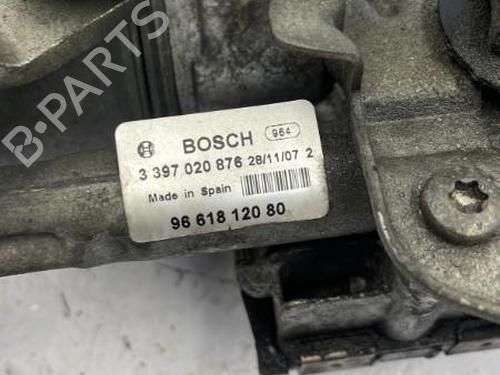 B-PARTS
BOSCH 964
3 397 020 876 28/11/07 2
Made in Spain
96 618 120 80